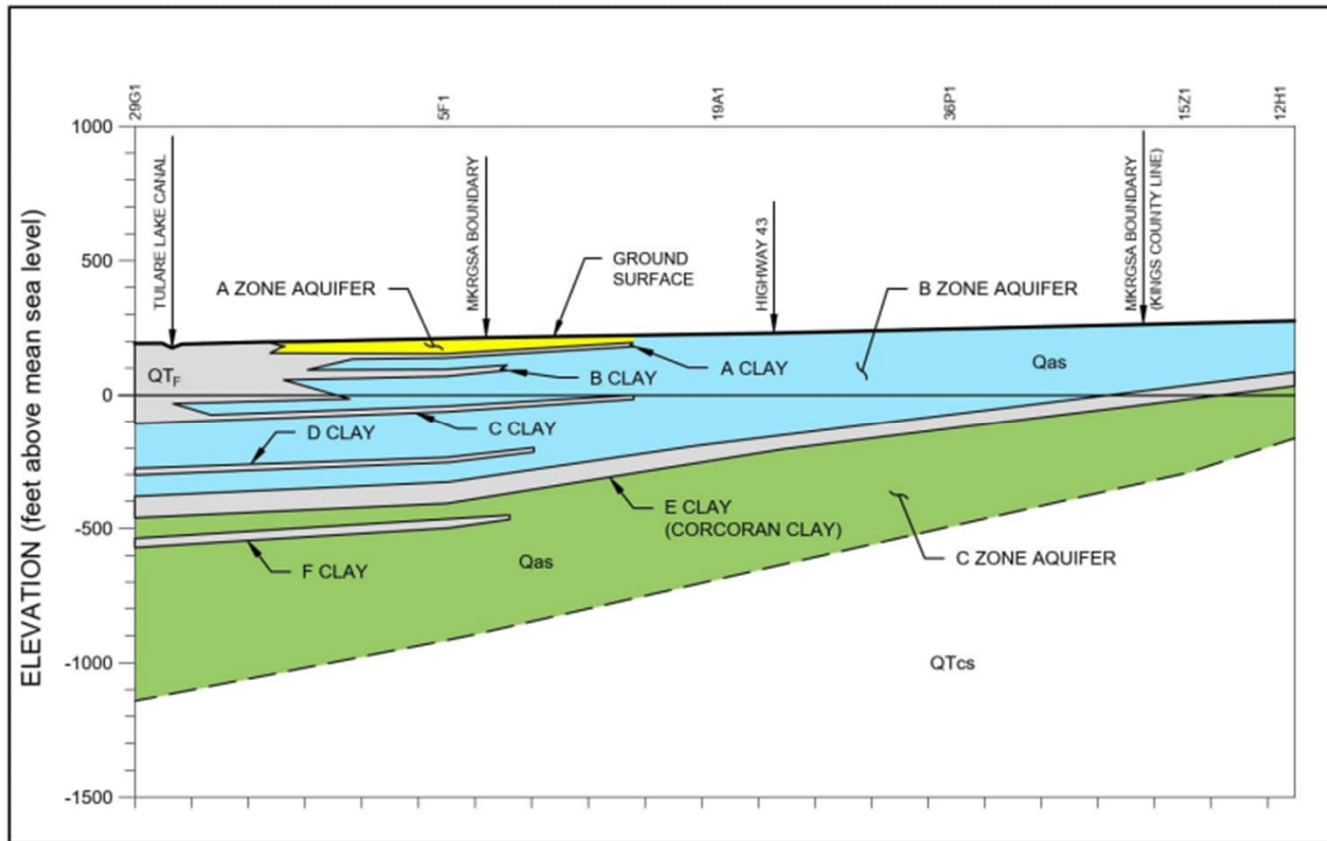 29G1
5F1
19A1
36P1
15Z1
12H1
1000
500
0
-500
-1000
-1500
ELEVATION (feet above mean sea level)
TULARE LAKE CANAL
MKRGSA BOUNDARY
HIGHWAY 43
MKRGSA BOUNDARY
(KINGS COUNTY LINE)
GROUND
SURFACE
A ZONE AQUIFER
B ZONE AQUIFER
QTF
Qas
A CLAY
B CLAY
C CLAY
D CLAY
E CLAY
(CORCORAN CLAY)
F CLAY
Qas
C ZONE AQUIFER
QTcs